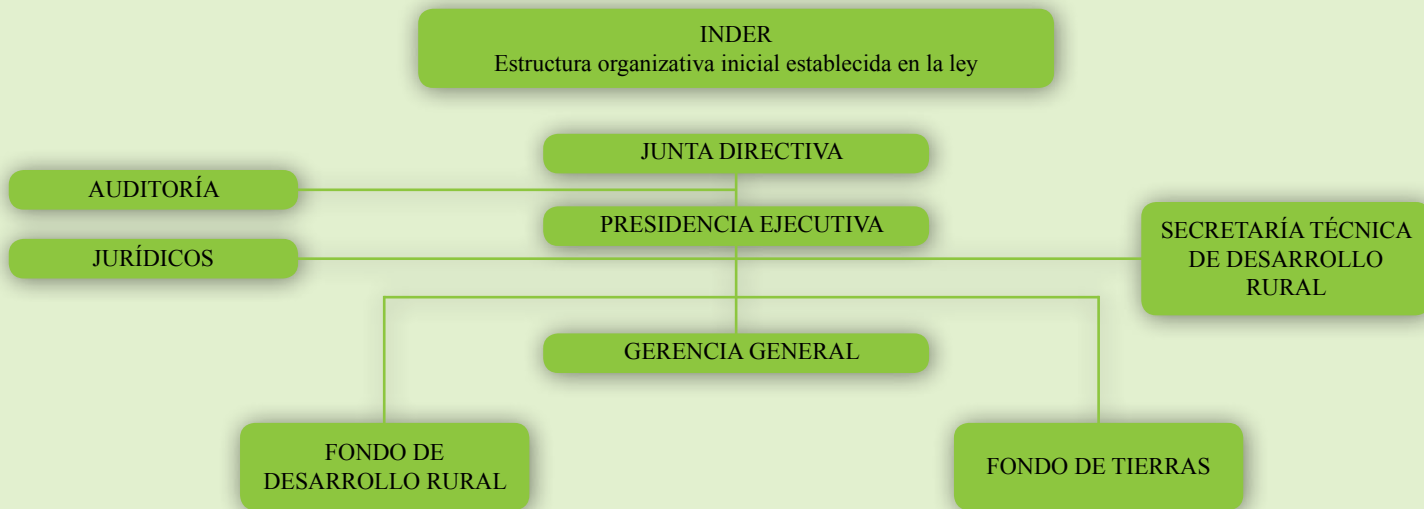 INDER
Estructura organizativa inicial establecida en la ley
JUNTA DIRECTIVA
AUDITORÍA
PRESIDENCIA EJECUTIVA
JURÍDICOS
SECRETARÍA TÉCNICA
DE DESARROLLO
RURAL
GERENCIA GENERAL
FONDO DE
DESARROLLO RURAL
FONDO DE TIERRAS